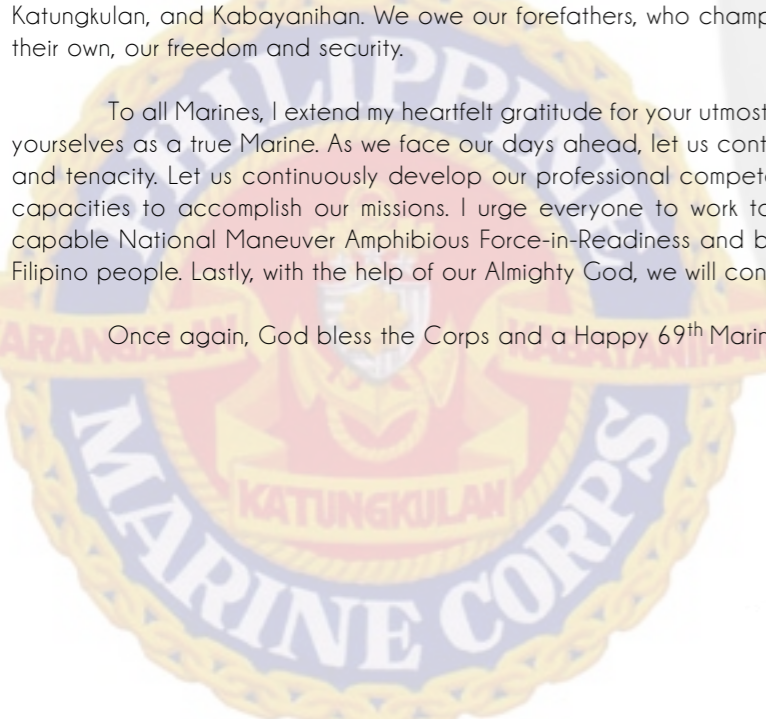 Katungkulan, and Kabayanihan. We owe our forefathers, who champ
their own, our freedom and security.
To all Marines, I extend my heartfelt gratitude for your utmost
yourselves as a true Marine. As we face our days ahead, let us cont
and tenacity. Let us continuously develop our professional compet
capacities to accomplish our missions. I urge everyone to work to
capable National Maneuver Amphibious Force-in-Readiness and b
Filipino people. Lastly, with the help of our Almighty God, we will con
Once again, God bless the Corps and a Happy 69th Marin
PHILIPPINE
KARANGALAN
KABAYANIHAN
KATUNGKULAN
MARINE CORPS